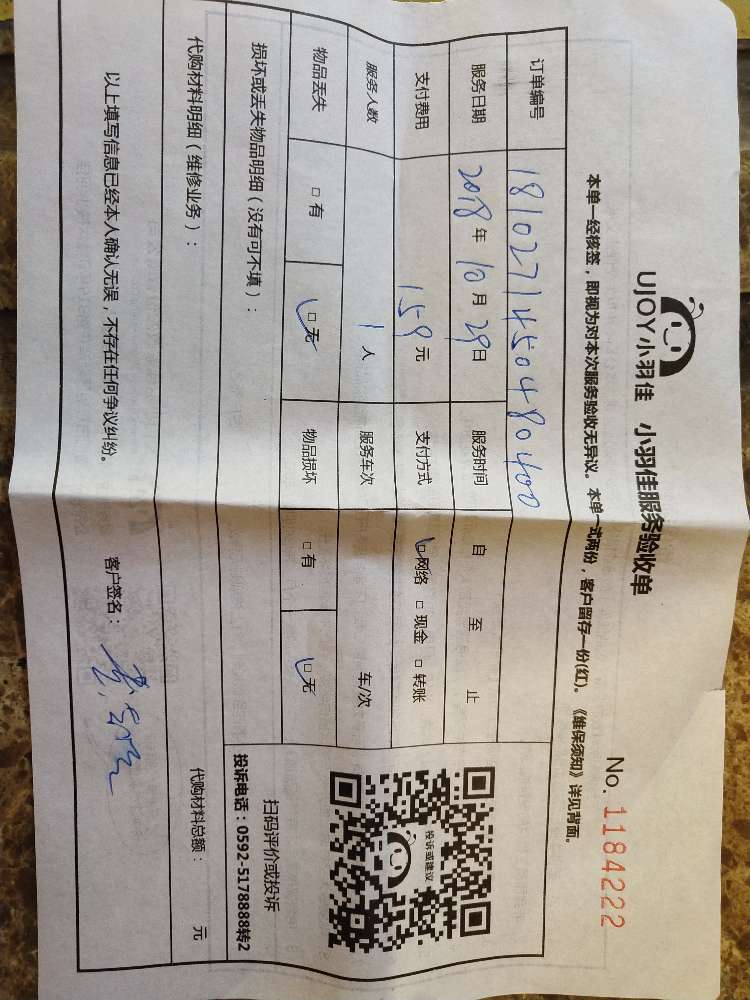 UJOY小羽佳 小羽佳服务验收单
No. 1184222
本单一经核签，即视为对本次服务验收无异议。本单一式两份，客户留存一份(红)。《维保须知》详见背面。
订单编号 1810271450480400
服务日期 2018 年 10 月 29 日 服务时间 自 至 止
支付费用 159 元 支付方式 □网络 □现金 □转账
服务人数 1 人 服务车次 车/次
物品丢失 □有 □无 物品损坏 □有 □无
投诉或建议
扫码评价或投诉
投诉电话：0592-5178888转2
损坏或丢失物品明细（没有可不填）：
代购材料明细（维修业务）： 代购材料总额： 元
以上填写信息已经本人确认无误，不存在任何争议纠纷。
客户签名：